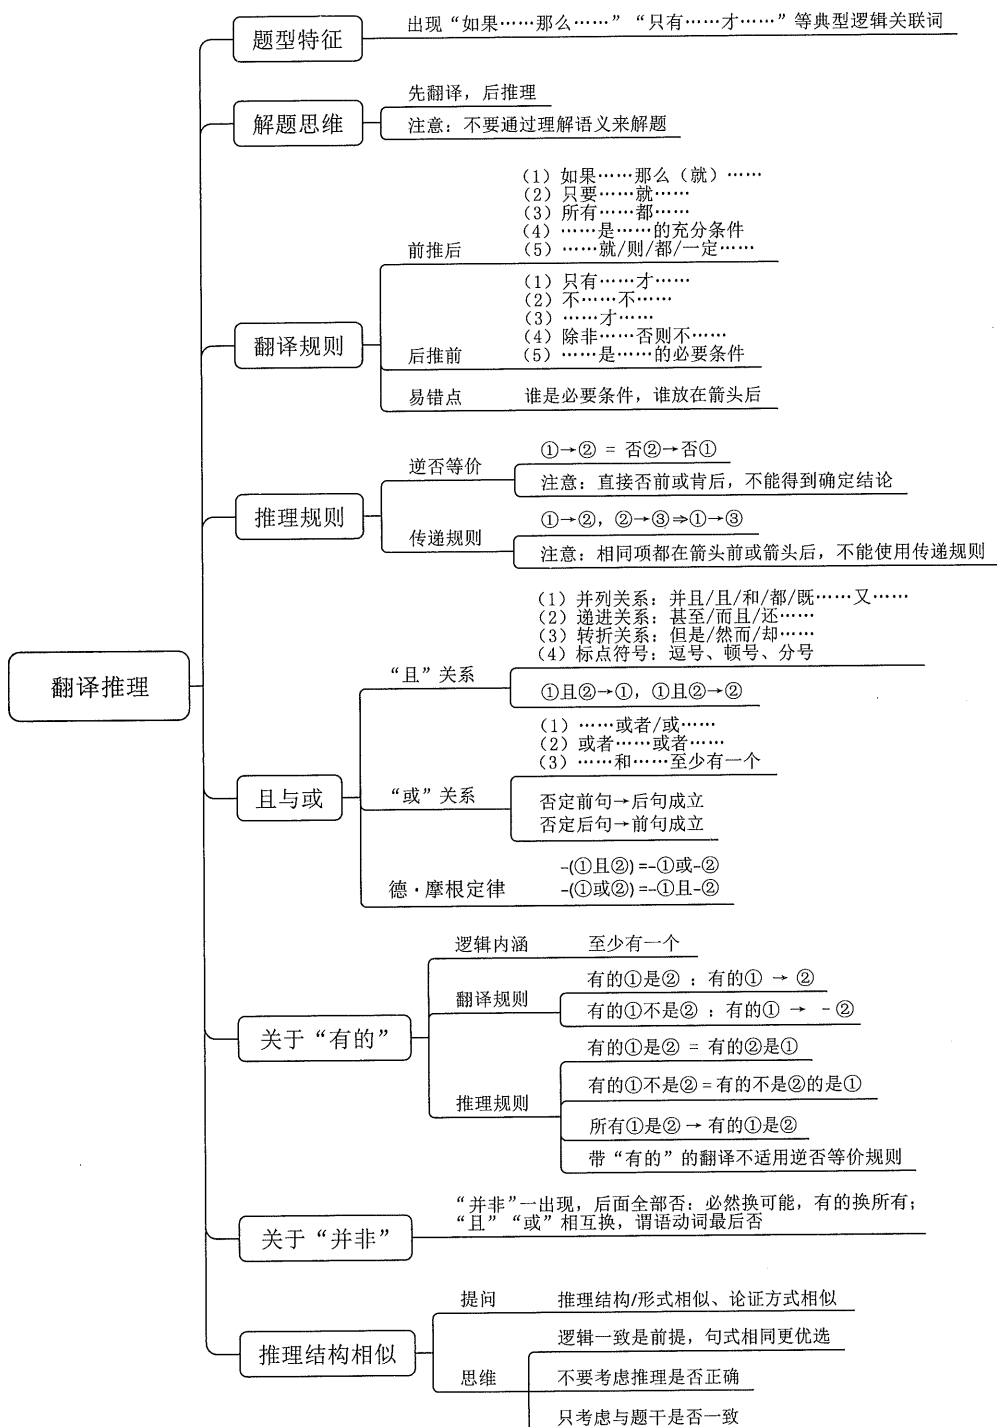 题型特征
出现“如果……那么……”“只有……才……”等典型逻辑关联词
解题思维
先翻译，后推理
注意：不要通过理解语义来解题
翻译规则
前推后
（1）如果……那么（就）……
（2）只要……就……
（3）所有……都……
（4）……是……的充分条件
（5）……就/则/都/一定……
后推前
（1）只有……才……
（2）不……不……
（3）……才……
（4）除非……否则不……
（5）……是……的必要条件
易错点
谁是必要条件，谁放在箭头后
推理规则
逆否等价
①→② = 否②→否①
注意：直接否前或肯后，不能得到确定结论
传递规则
①→②，②→③⇒①→③
注意：相同项都在箭头前或箭头后，不能使用传递规则
翻译推理
且与或
“且”关系
（1）并列关系：并且/且/和/都/既……又……
（2）递进关系：甚至/而且/还……
（3）转折关系：但是/然而/却……
（4）标点符号：逗号、顿号、分号
①且②→①，①且②→②
“或”关系
（1）……或者/或……
（2）或者……或者……
（3）……和……至少有一个
否定前句→后句成立
否定后句→前句成立
德·摩根定律
-(①且②)=-①或-②
-(①或②)=-①且-②
关于“有的”
逻辑内涵
至少有一个
翻译规则
有的①是②：有的① → ②
有的①不是②：有的① → -②
推理规则
有的①是② = 有的②是①
有的①不是②=有的不是②的是①
所有①是②→有的①是②
带“有的”的翻译不适用逆否等价规则
关于“并非”
“并非”一出现，后面全部否：必然换可能，有的换所有；
“且”“或”相互换，谓语动词最后否
推理结构相似
提问
推理结构/形式相似、论证方式相似
思维
逻辑一致是前提，句式相同更优选
不要考虑推理是否正确
只考虑与题干是否一致